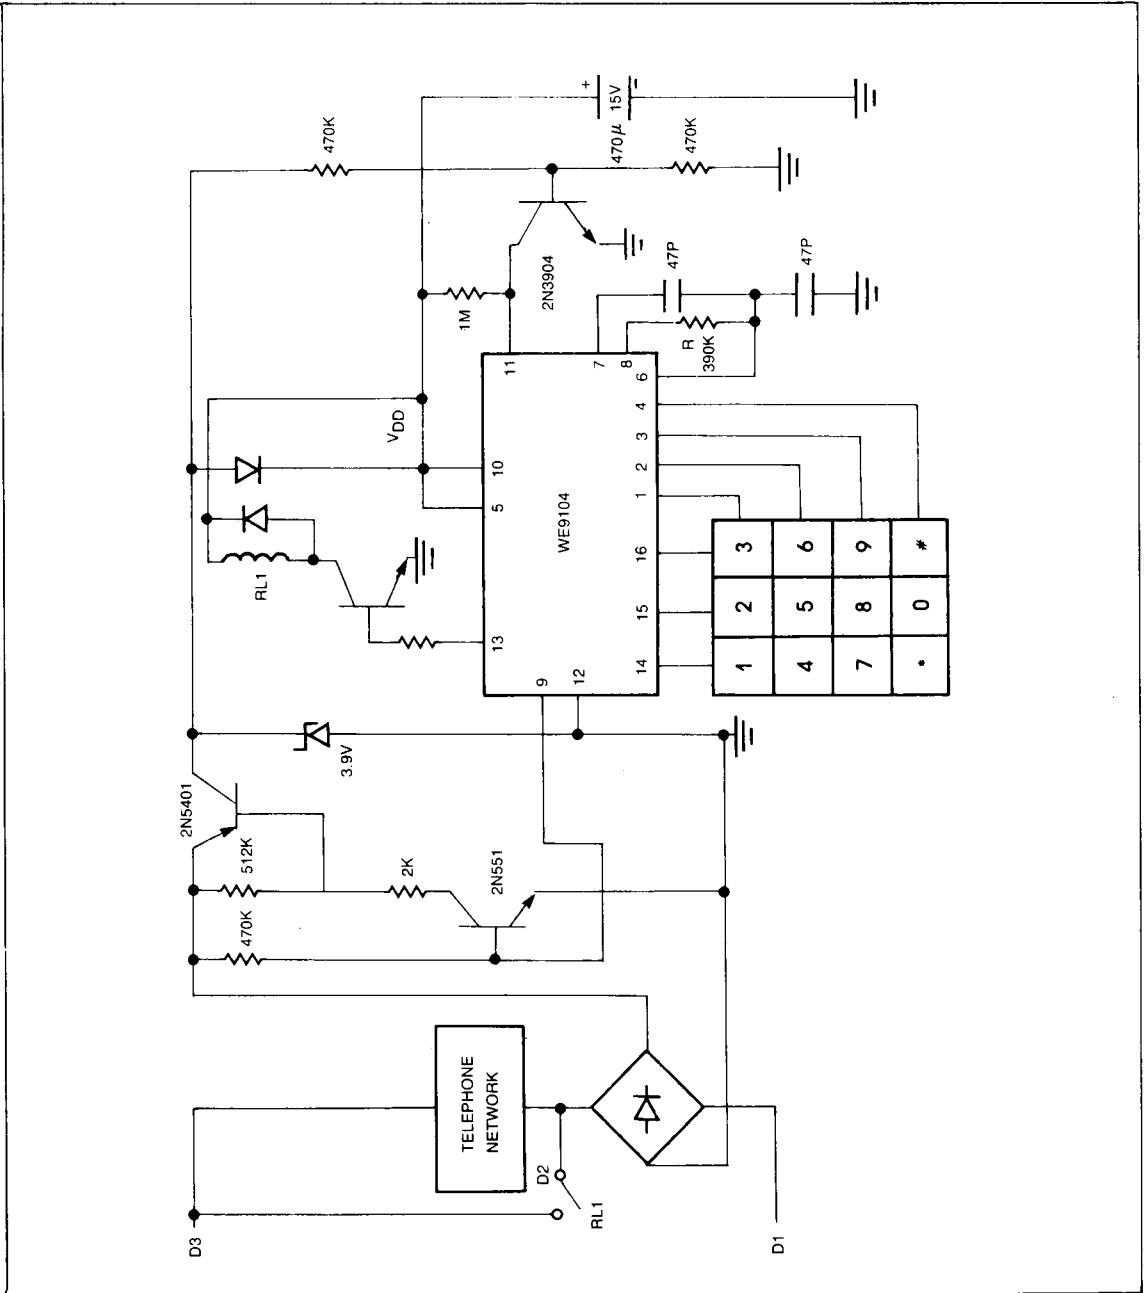 D3
2N5401
470K
512K
RL1
470K
3.9V
2K
VDD
1M
TELEPHONE
NETWORK
2N551
13
5
10
11
D2
9
2N3904
WE9104
12
RL1
7
8
+ 15V -
470μ
14
15
16
1
2
3
4
6
47P
R
390K
470K
1 2 3
4 5 6
7 8 9
* 0 #
47P
D1